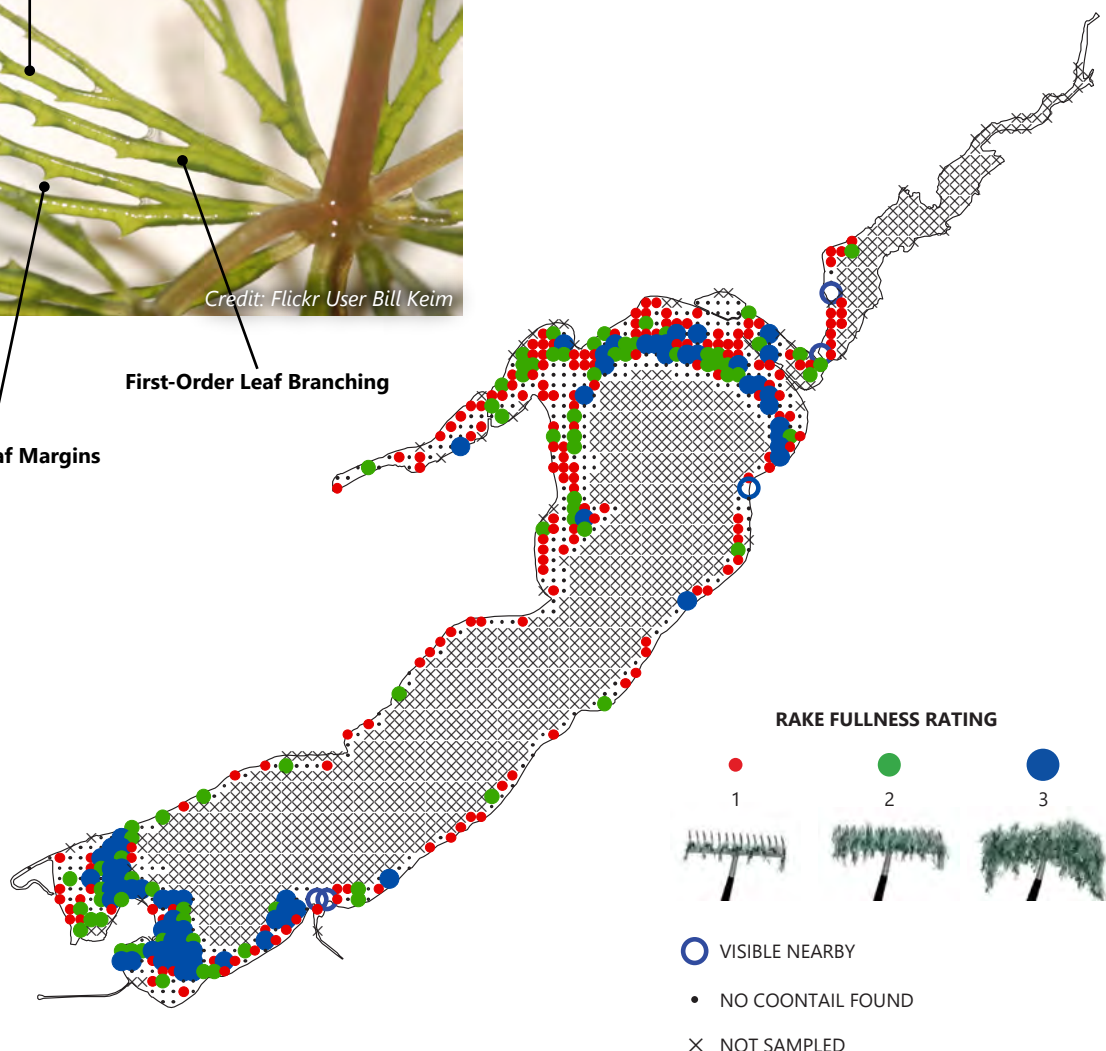 Credit: Flickr User Bill Keim
First-Order Leaf Branching
af Margins
RAKE FULLNESS RATING
1 2 3
VISIBLE NEARBY
NO COONTAIL FOUND
NOT SAMPLED